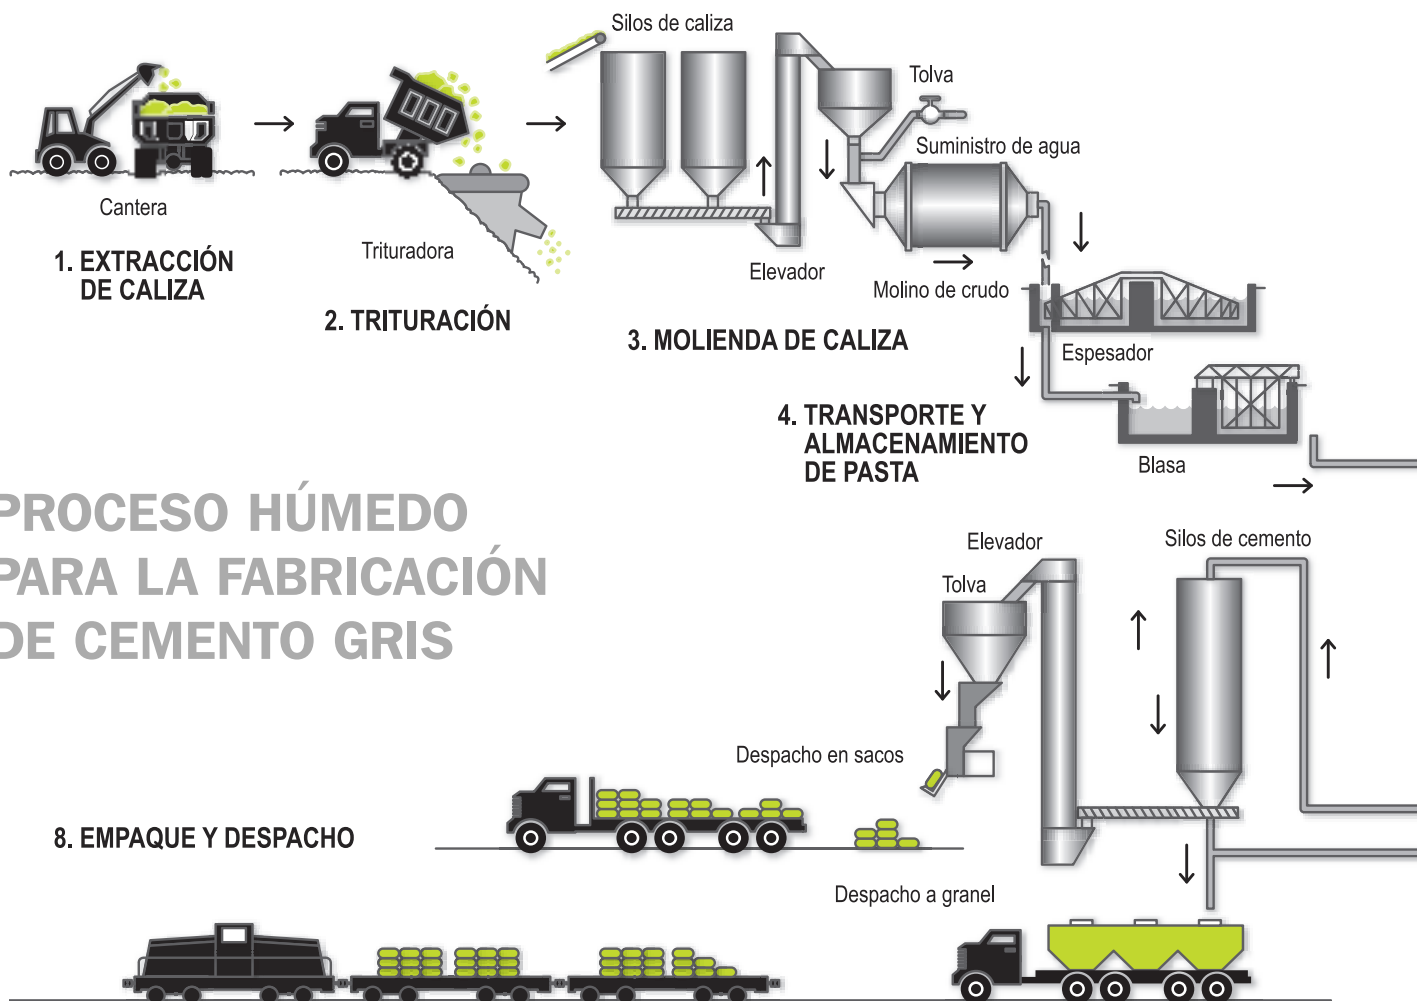 Silos de caliza
Tolva
Suministro de agua
Cantera
Trituradora
Elevador
Molino de crudo
1. EXTRACCIÓN
DE CALIZA
2. TRITURACIÓN
3. MOLIENDA DE CALIZA
Espesador
4. TRANSPORTE Y
ALMACENAMIENTO
DE PASTA
Blasa
PROCESO HÚMEDO
PARA LA FABRICACIÓN
DE CEMENTO GRIS
Elevador
Silos de cemento
Tolva
Despacho en sacos
8. EMPAQUE Y DESPACHO
Despacho a granel